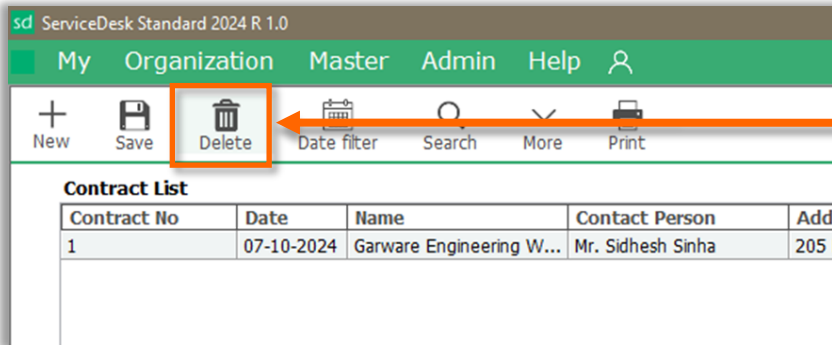 sd ServiceDesk Standard 2024 R 1.0
My Organization Master Admin Help
New Save Delete Date filter Search More Print
Contract List
Contract No Date Name Contact Person Add
1 07-10-2024 Garware Engineering W... Mr. Sidhesh Sinha 205